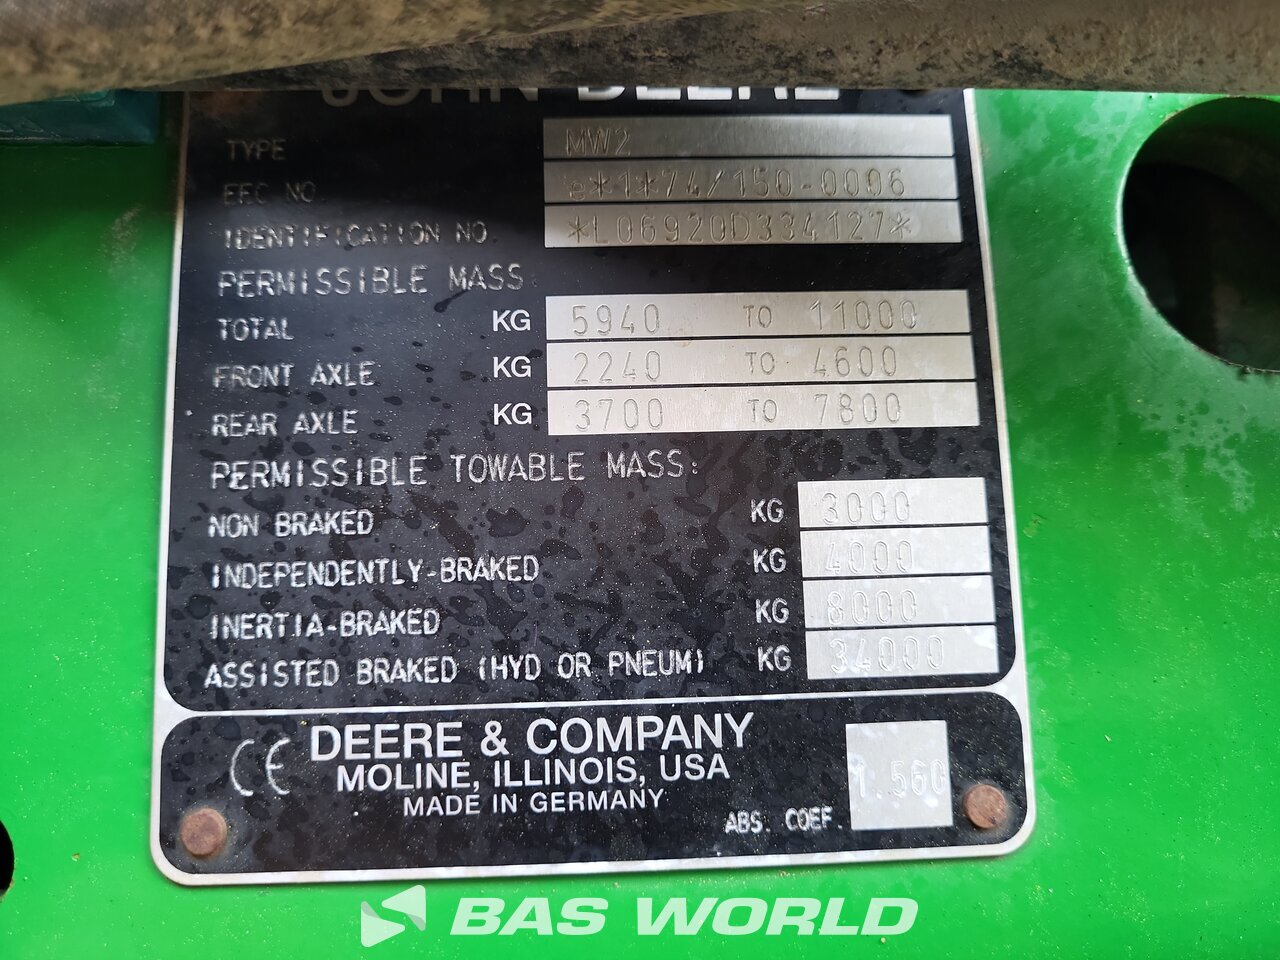 JOHN DEERE
TYPE MW2
EEC NO. e*1*74/150-0006
IDENTIFICATION NO. *L06920D334127*
PERMISSIBLE MASS:
TOTAL KG 5940 TO 11000
FRONT AXLE KG 2240 TO 4600
REAR AXLE KG 3700 TO 7800
PERMISSIBLE TOWABLE MASS:
NON BRAKED KG 3000
INDEPENDENTLY-BRAKED KG 4000
INERTIA-BRAKED KG 8000
ASSISTED BRAKED (HYD OR PNEUM) KG 34000
CE DEERE & COMPANY
MOLINE, ILLINOIS, USA
MADE IN GERMANY
ABS. COEF. 1.560
BAS WORLD